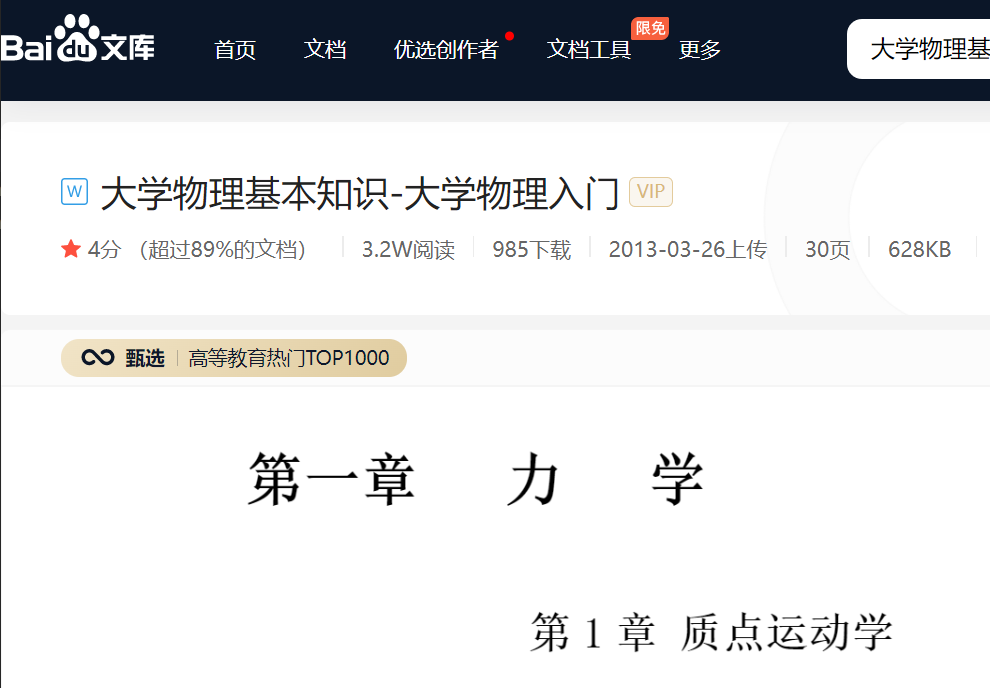 Bai du 文库 首页 文档 优选创作者 文档工具 限免 更多 大学物理基
W 大学物理基本知识-大学物理入门 VIP
4分 （超过89%的文档） 3.2W阅读 985下载 2013-03-26上传 30页 628KB
甄选 高等教育热门TOP1000
第一章 力 学
第 1 章 质点运动学